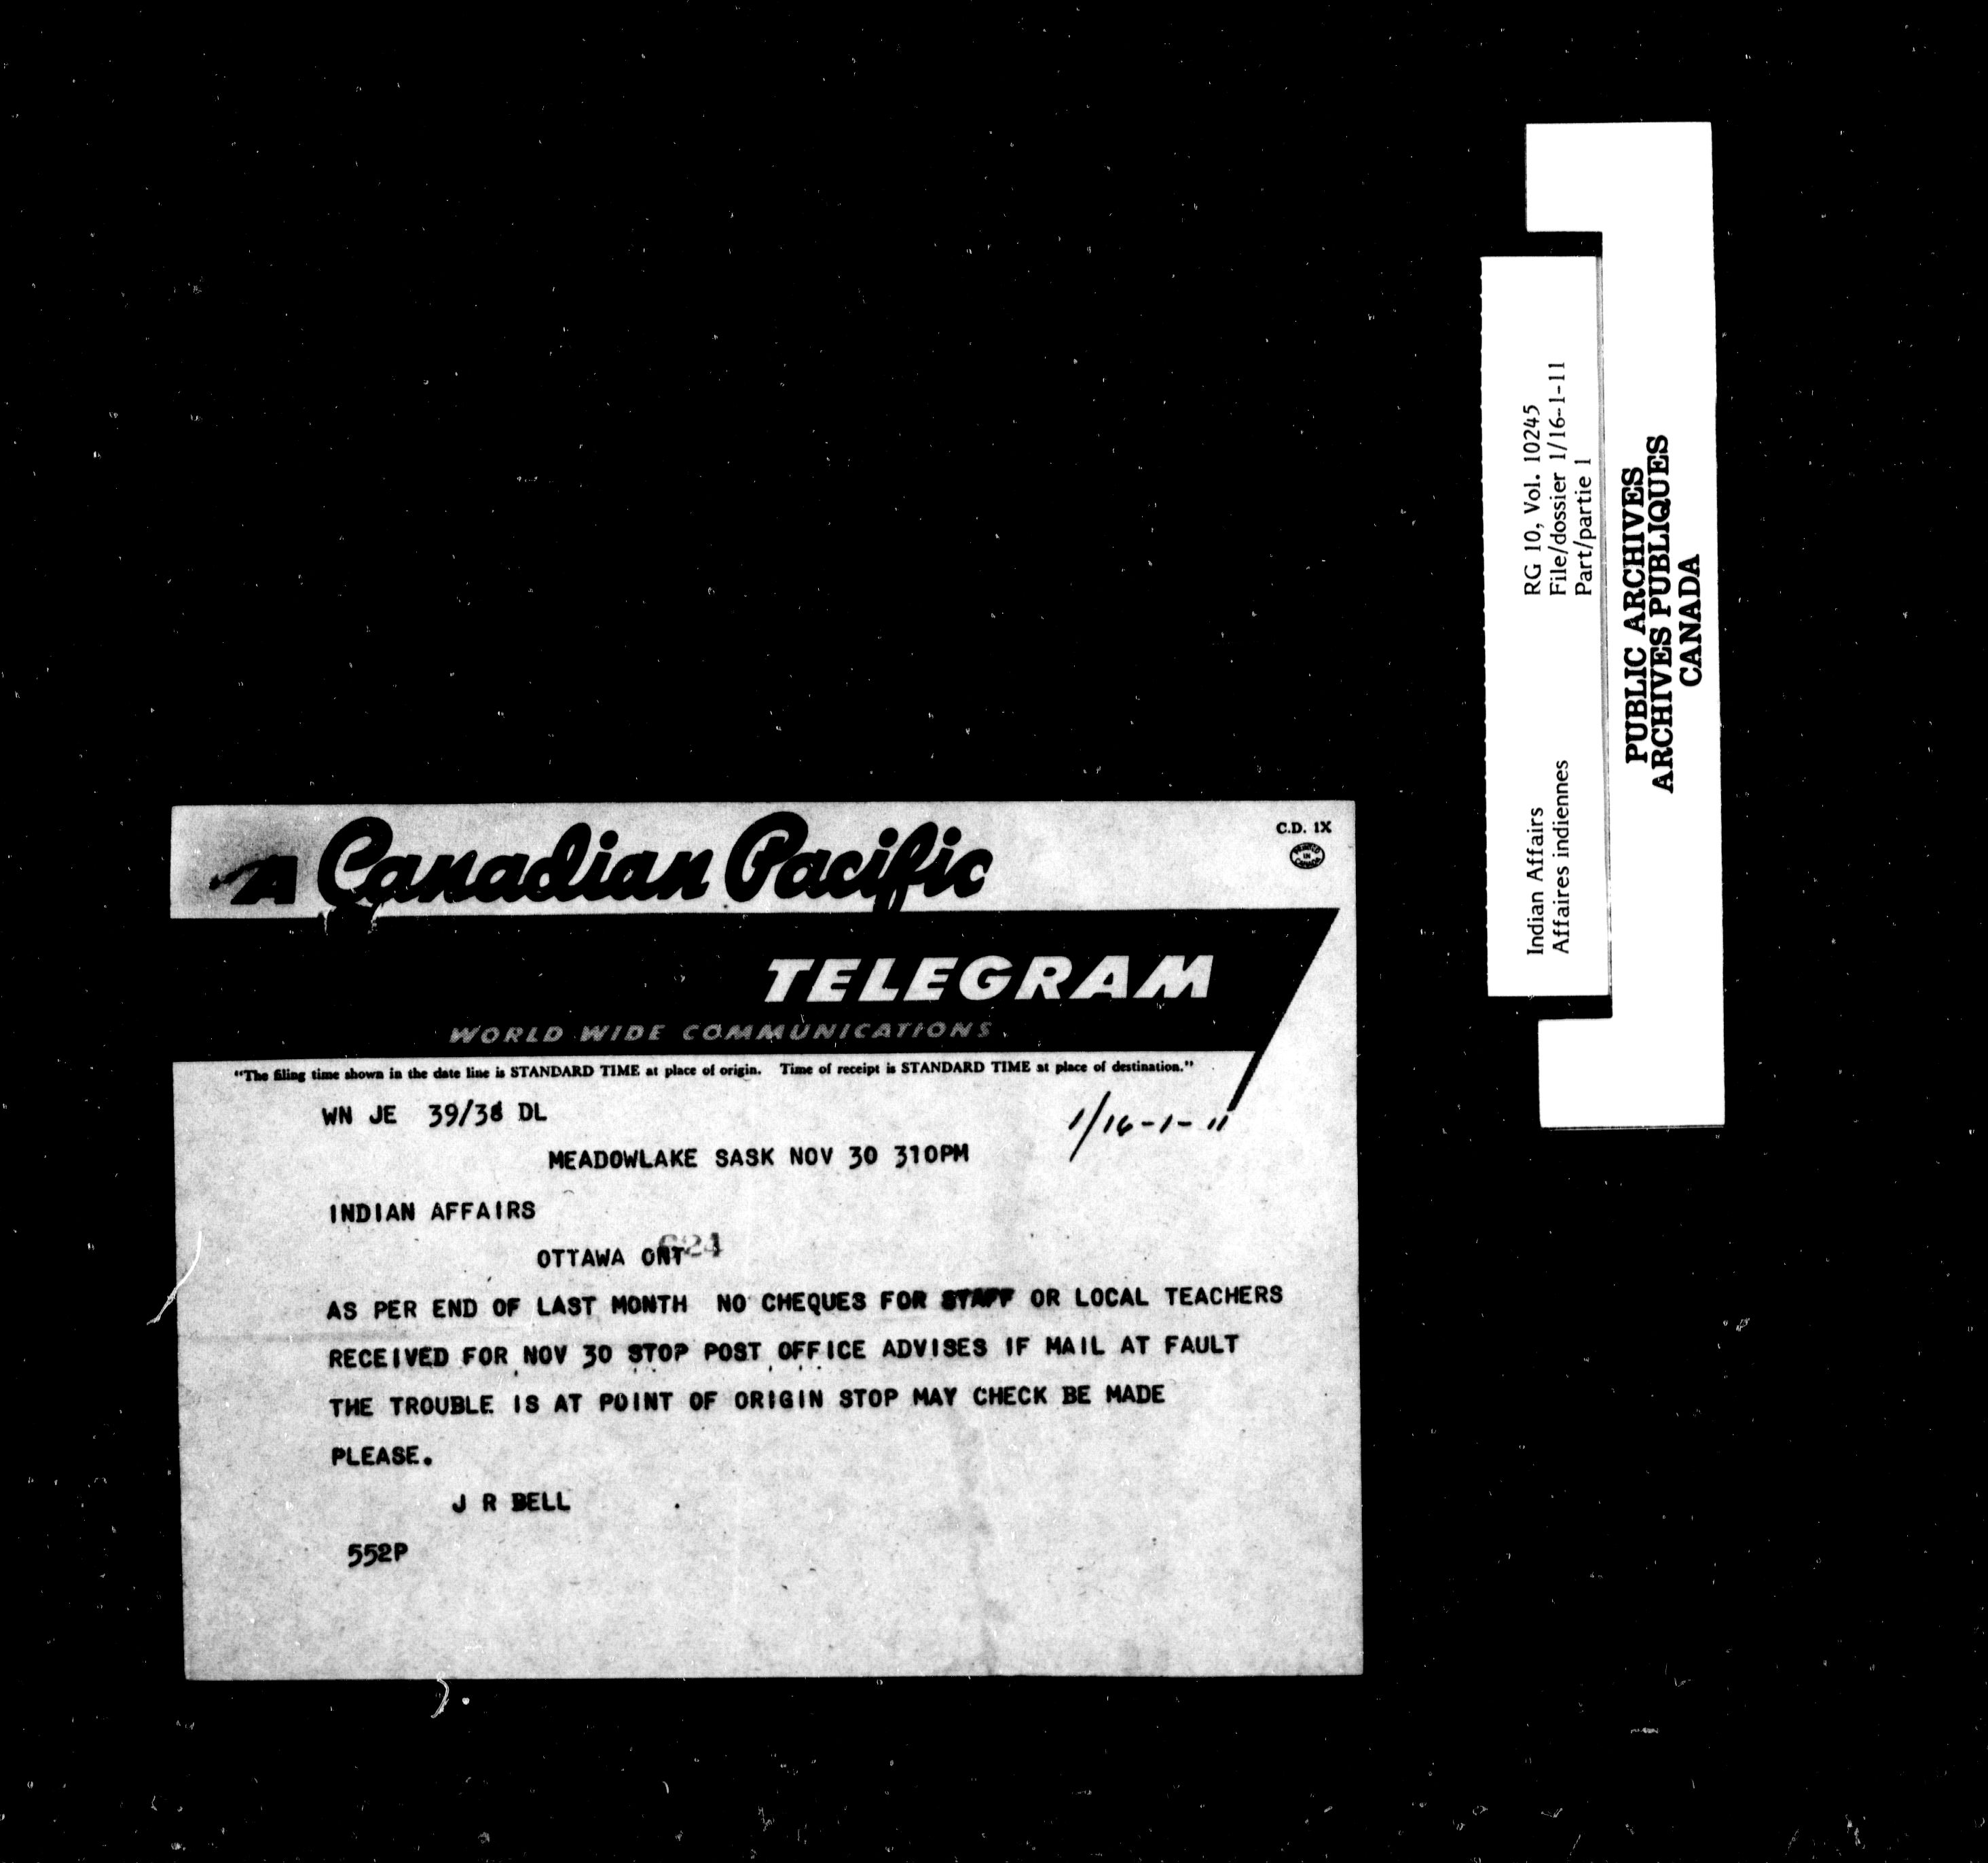 Canadian Pacific
C.D. 1X
PRINTED IN CANADA
TELEGRAM
WORLD WIDE COMMUNICATIONS
"The filing time shown in the date line is STANDARD TIME at place of origin. Time of receipt is STANDARD TIME at place of destination."
WN JE 39/38 DL
1/16-1-11
MEADOWLAKE SASK NOV 30 310PM
INDIAN AFFAIRS
624
OTTAWA ONT
AS PER END OF LAST MONTH NO CHEQUES FOR STAFF OR LOCAL TEACHERS
RECEIVED FOR NOV 30 STOP POST OFFICE ADVISES IF MAIL AT FAULT
THE TROUBLE IS AT POINT OF ORIGIN STOP MAY CHECK BE MADE
PLEASE.
J R BELL
552P
Indian Affairs RG 10, Vol. 10245
Affaires indiennes File/dossier 1/16-1-11
Part/partie 1
PUBLIC ARCHIVES
ARCHIVES PUBLIQUES
CANADA